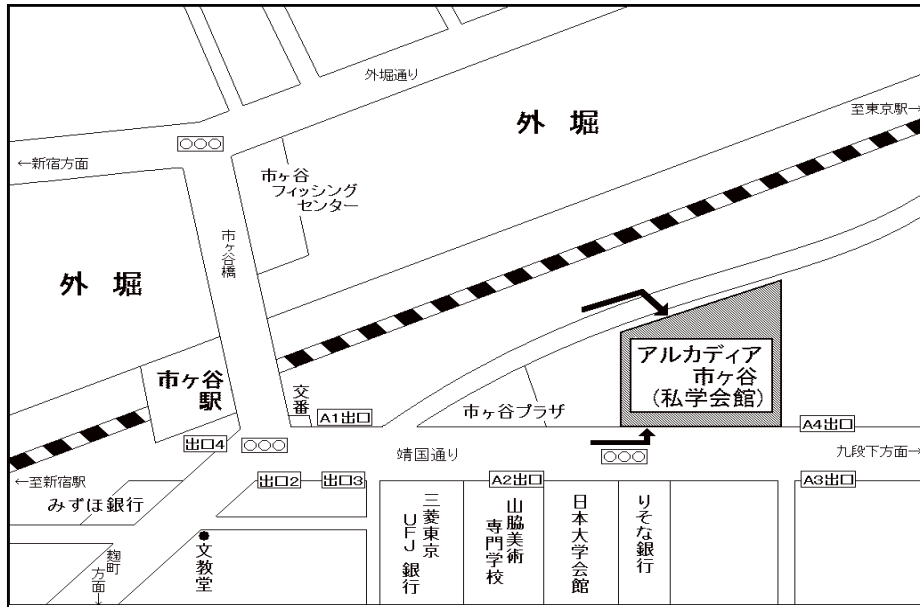 外堀通り
至東京駅→
外 堀
←新宿方面
市ヶ谷
フィッシング
センター
市ヶ谷橋
外 堀
アルカディア
市ヶ谷
(私学会館)
市ヶ谷
駅
交番
A1出口
市ヶ谷プラザ
A4出口
出口4
靖国通り
九段下方面→
←至新宿駅
出口2
出口3
A2出口
A3出口
みずほ銀行
三菱東京
UFJ銀行
山脇美術
専門学校
日本大学会館
りそな銀行
文教堂
麹町
方面→